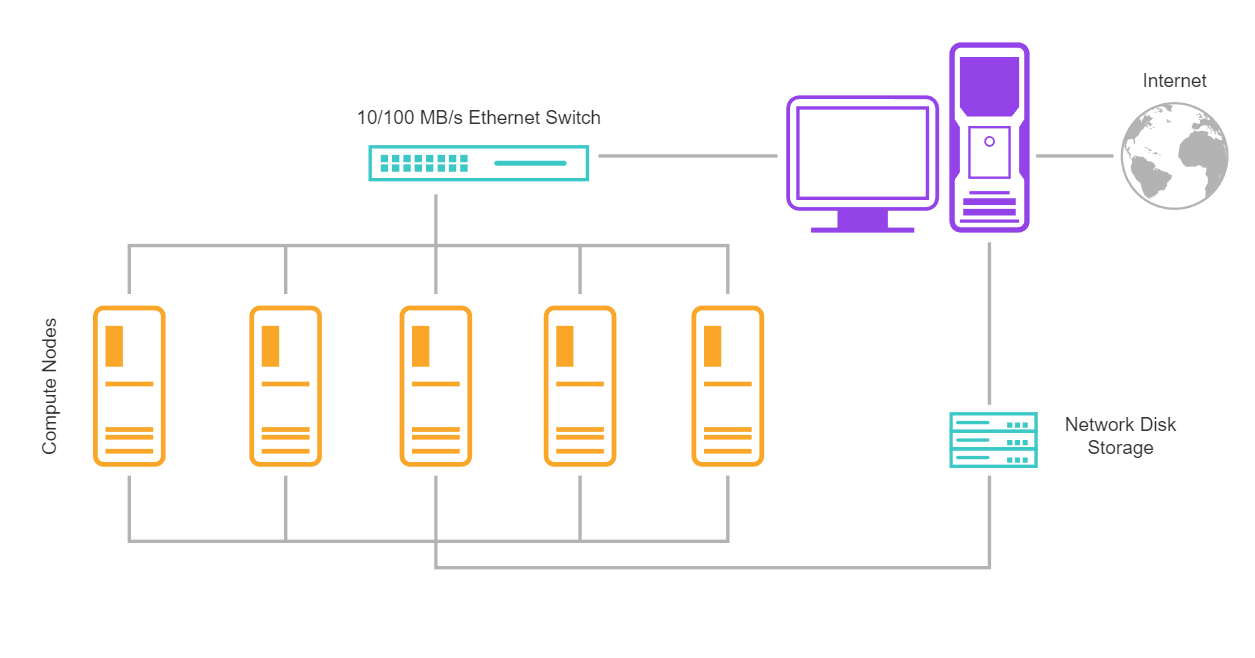 Internet
10/100 MB/s Ethernet Switch
Compute Nodes
Network Disk
Storage